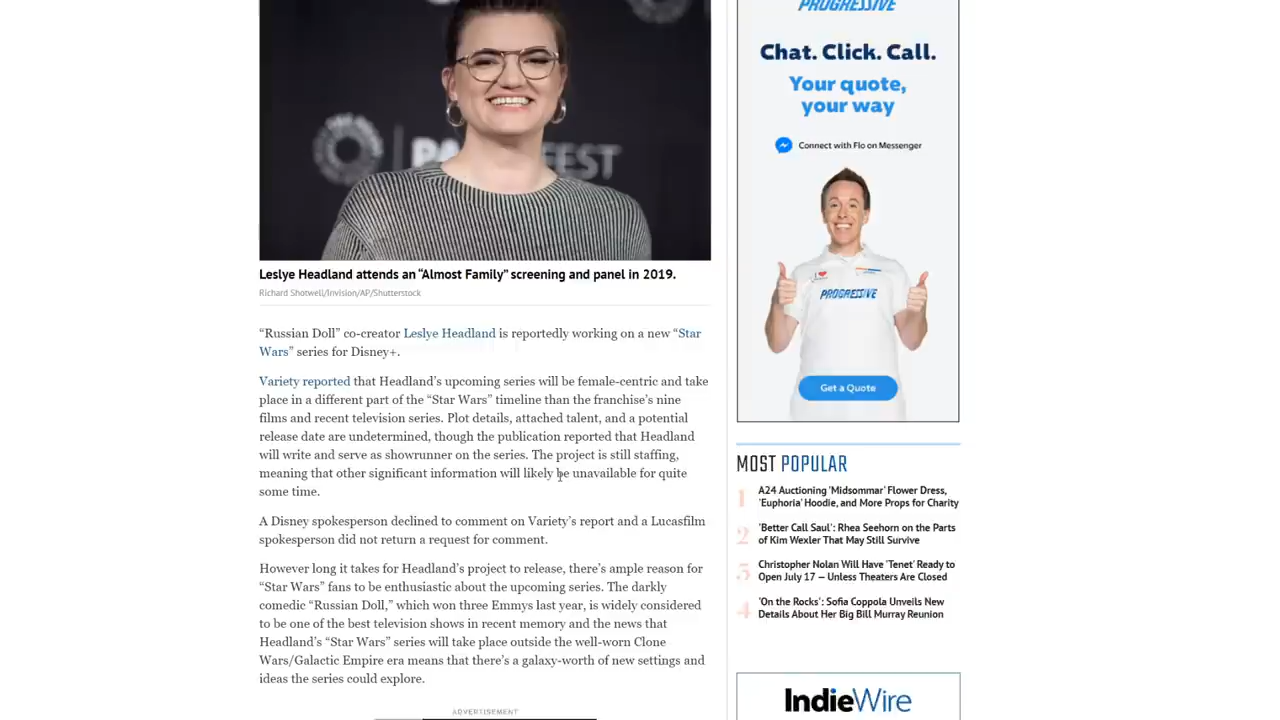 PROGRESSIVE
Chat. Click. Call.
Your quote,
your way
Connect with Flo on Messenger
PROGRESSIVE
Get a Quote
Leslye Headland attends an “Almost Family” screening and panel in 2019.
Richard Shotwell/Invision/AP/Shutterstock
“Russian Doll” co-creator Leslye Headland is reportedly working on a new “Star
Wars” series for Disney+.
Variety reported that Headland’s upcoming series will be female-centric and take
place in a different part of the “Star Wars” timeline than the franchise’s nine
films and recent television series. Plot details, attached talent, and a potential
release date are undetermined, though the publication reported that Headland
will write and serve as showrunner on the series. The project is still staffing,
meaning that other significant information will likely be unavailable for quite
some time.
A Disney spokesperson declined to comment on Variety’s report and a Lucasfilm
spokesperson did not return a request for comment.
However long it takes for Headland’s project to release, there’s ample reason for
“Star Wars” fans to be enthusiastic about the upcoming series. The darkly
comedic “Russian Doll,” which won three Emmys last year, is widely considered
to be one of the best television shows in recent memory and the news that
Headland’s “Star Wars” series will take place outside the well-worn Clone
Wars/Galactic Empire era means that there’s a galaxy-worth of new settings and
ideas the series could explore.
ADVERTISEMENT
MOST POPULAR
1 A24 Auctioning ‘Midsommar’ Flower Dress,
‘Euphoria’ Hoodie, and More Props for Charity
2 ‘Better Call Saul’: Rhea Seehorn on the Parts
of Kim Wexler That May Still Survive
3 Christopher Nolan Will Have ‘Tenet’ Ready to
Open July 17 — Unless Theaters Are Closed
4 ‘On the Rocks’: Sofia Coppola Unveils New
Details About Her Big Bill Murray Reunion
IndieWire